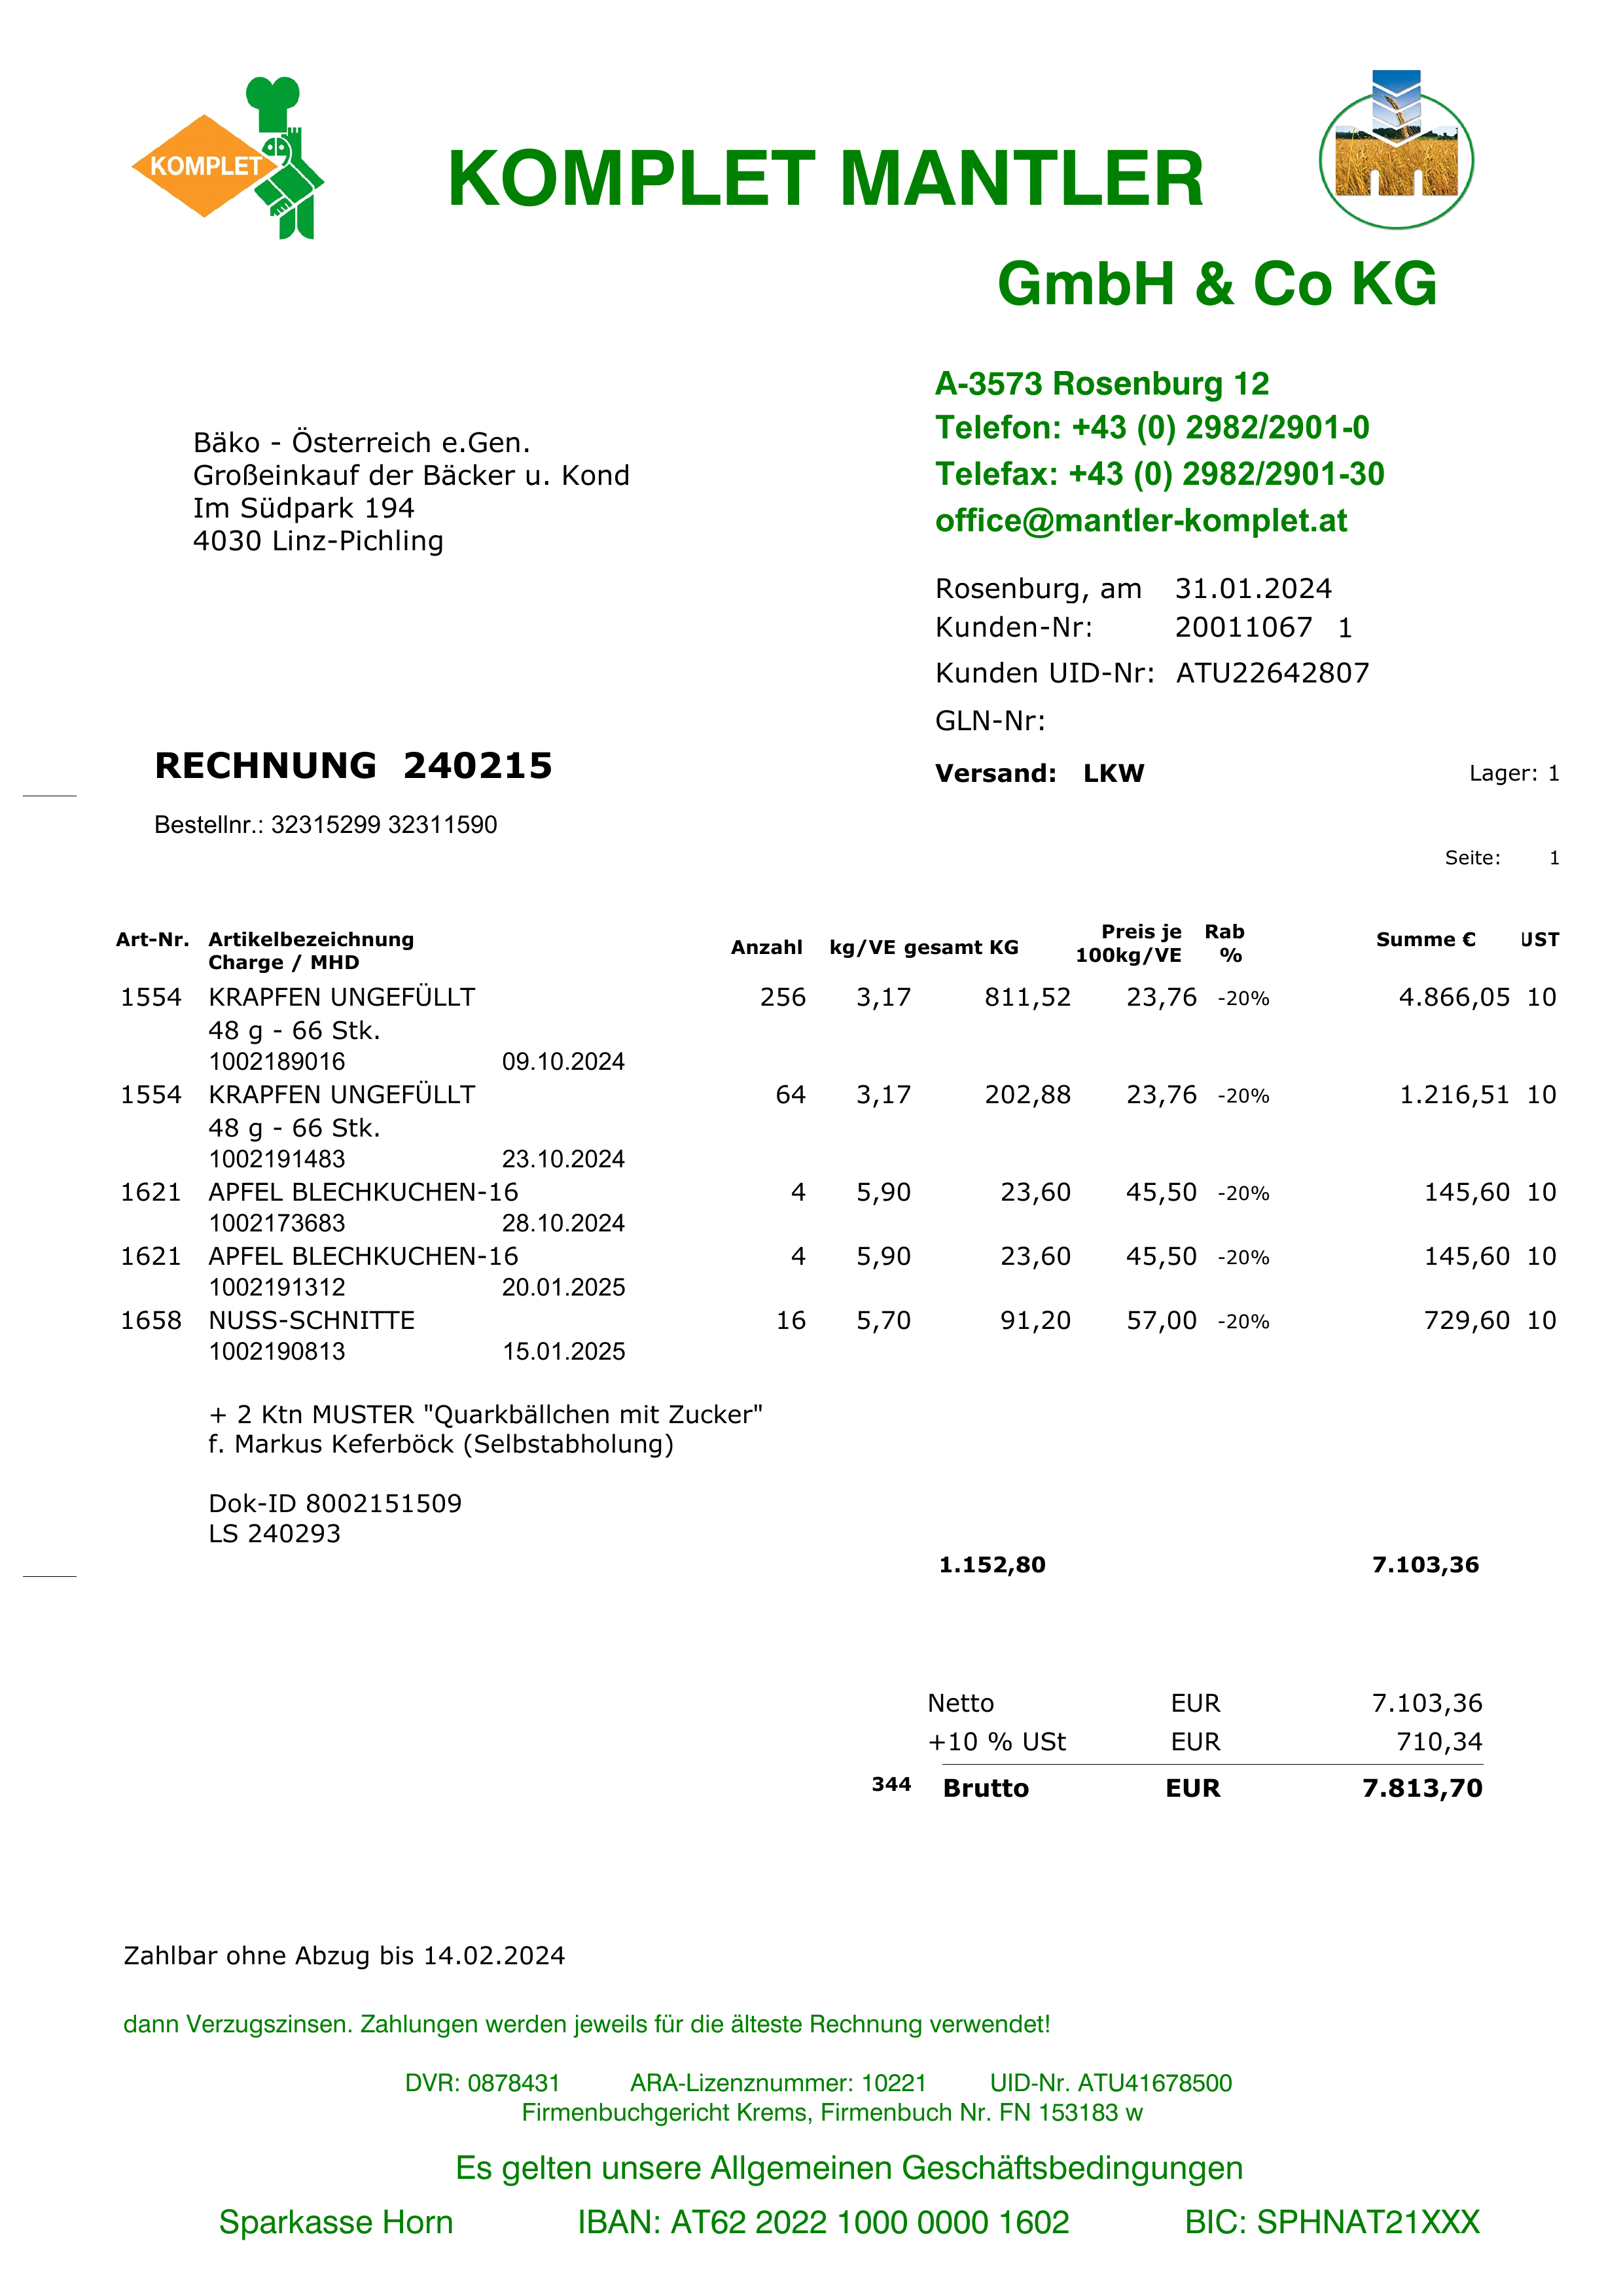 KOMPLET
KOMPLET MANTLER
GmbH & Co KG
A-3573 Rosenburg 12
Telefon: +43 (0) 2982/2901-0
Telefax: +43 (0) 2982/2901-30
office@mantler-komplet.at
Bäko - Österreich e.Gen.
Großeinkauf der Bäcker u. Kond
Im Südpark 194
4030 Linz-Pichling
Rosenburg, am 31.01.2024
Kunden-Nr: 20011067 1
Kunden UID-Nr: ATU22642807
GLN-Nr:
RECHNUNG 240215
Versand: LKW Lager: 1
Bestellnr.: 32315299 32311590
Seite: 1
Art-Nr. Artikelbezeichnung Anzahl kg/VE gesamt KG Preis je Rab Summe € UST
Charge / MHD 100kg/VE %
1554 KRAPFEN UNGEFÜLLT 256 3,17 811,52 23,76 -20% 4.866,05 10
48 g - 66 Stk.
1002189016 09.10.2024
1554 KRAPFEN UNGEFÜLLT 64 3,17 202,88 23,76 -20% 1.216,51 10
48 g - 66 Stk.
1002191483 23.10.2024
1621 APFEL BLECHKUCHEN-16 4 5,90 23,60 45,50 -20% 145,60 10
1002173683 28.10.2024
1621 APFEL BLECHKUCHEN-16 4 5,90 23,60 45,50 -20% 145,60 10
1002191312 20.01.2025
1658 NUSS-SCHNITTE 16 5,70 91,20 57,00 -20% 729,60 10
1002190813 15.01.2025
+ 2 Ktn MUSTER "Quarkbällchen mit Zucker"
f. Markus Keferböck (Selbstabholung)
Dok-ID 8002151509
LS 240293
1.152,80 7.103,36
Netto EUR 7.103,36
+10 % USt EUR 710,34
344 Brutto EUR 7.813,70
Zahlbar ohne Abzug bis 14.02.2024
dann Verzugszinsen. Zahlungen werden jeweils für die älteste Rechnung verwendet!
DVR: 0878431 ARA-Lizenznummer: 10221 UID-Nr. ATU41678500
Firmenbuchgericht Krems, Firmenbuch Nr. FN 153183 w
Es gelten unsere Allgemeinen Geschäftsbedingungen
Sparkasse Horn IBAN: AT62 2022 1000 0000 1602 BIC: SPHNAT21XXX